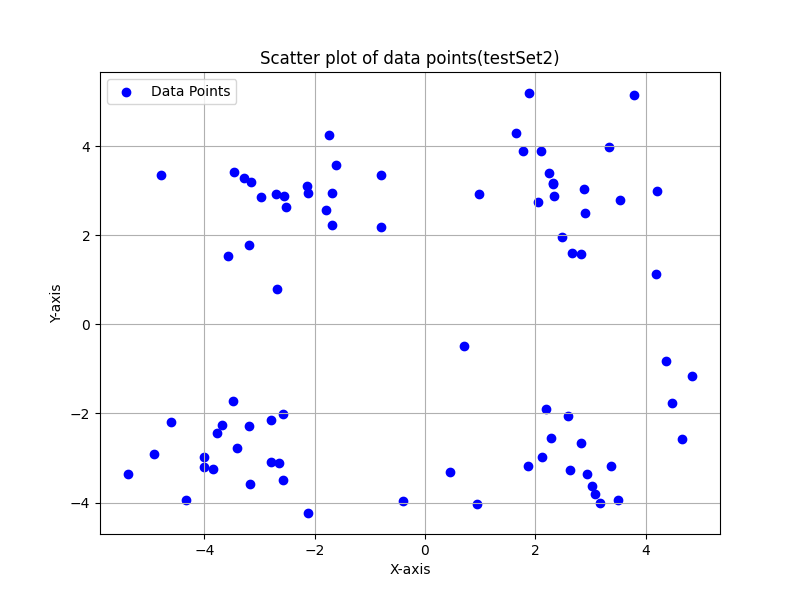 Scatter plot of data points(testSet2)
Data Points
Y-axis
4
2
0
−2
−4
−4
−2
0
2
4
X-axis